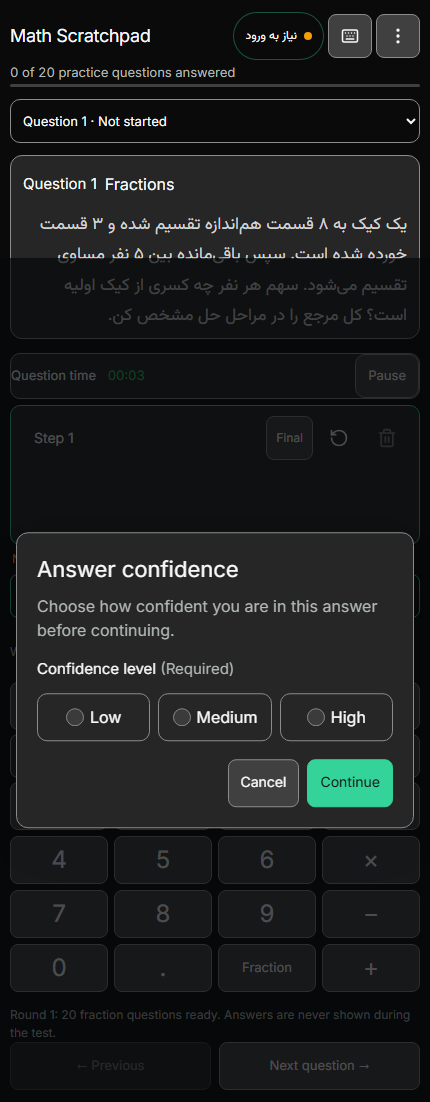 Math Scratchpad
نیاز به ورود
0 of 20 practice questions answered
Question 1 · Not started
Question 1 Fractions
یک کیک به ۸ قسمت هم‌اندازه تقسیم شده و ۳ قسمت
خورده شده است. سپس باقی‌مانده بین ۵ نفر مساوی
تقسیم می‌شود. سهم هر نفر چه کسری از کیک اولیه
است؟ کل مرجع را در مراحل حل مشخص کن.
Question time 00:03 Pause
Step 1 Final
Answer confidence
Choose how confident you are in this answer
before continuing.
Confidence level (Required)
Low Medium High
Cancel Continue
4 5 6 ×
7 8 9 −
0 . Fraction +
Round 1: 20 fraction questions ready. Answers are never shown during
the test.
← Previous Next question →